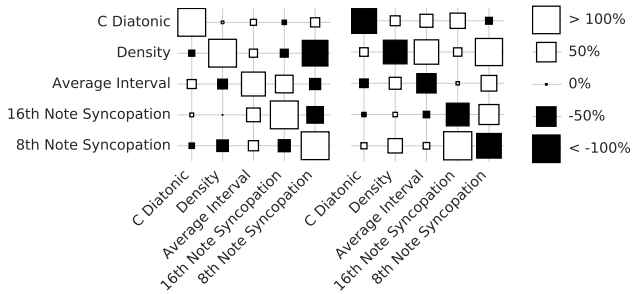 C Diatonic
Density
Average Interval
16th Note Syncopation
8th Note Syncopation
C Diatonic
Density
Average Interval
16th Note Syncopation
8th Note Syncopation
C Diatonic
Density
Average Interval
16th Note Syncopation
8th Note Syncopation
> 100%
50%
0%
-50%
< -100%